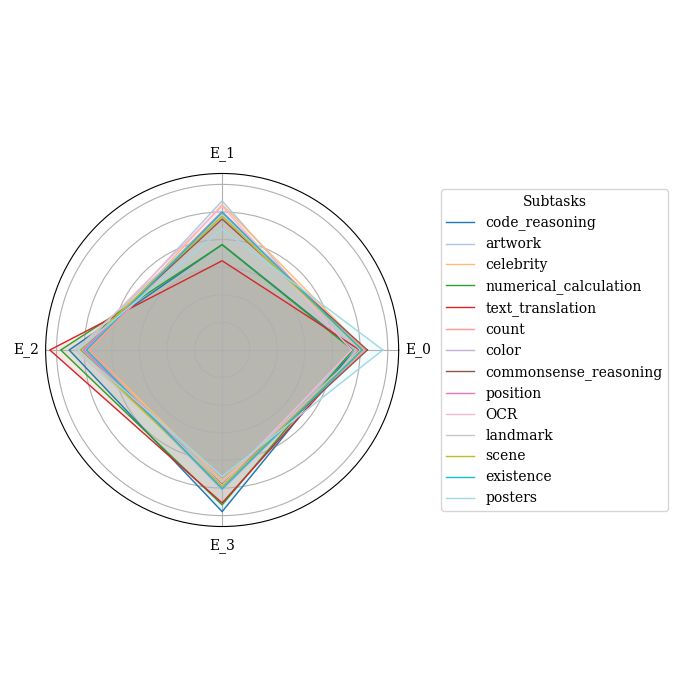 E_1
E_2
E_0
E_3
Subtasks
code_reasoning
artwork
celebrity
numerical_calculation
text_translation
count
color
commonsense_reasoning
position
OCR
landmark
scene
existence
posters